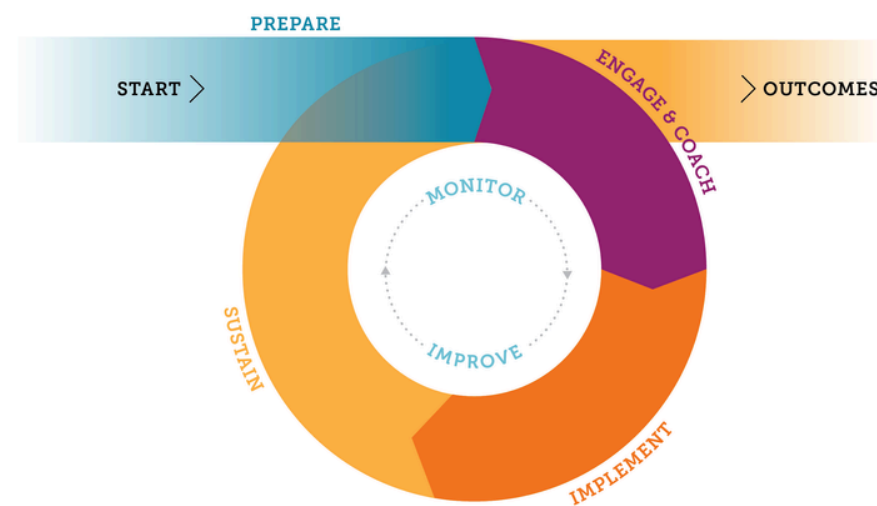 PREPARE
START
ENGAGE & COACH
OUTCOMES
MONITOR
IMPROVE
SUSTAIN
IMPLEMENT